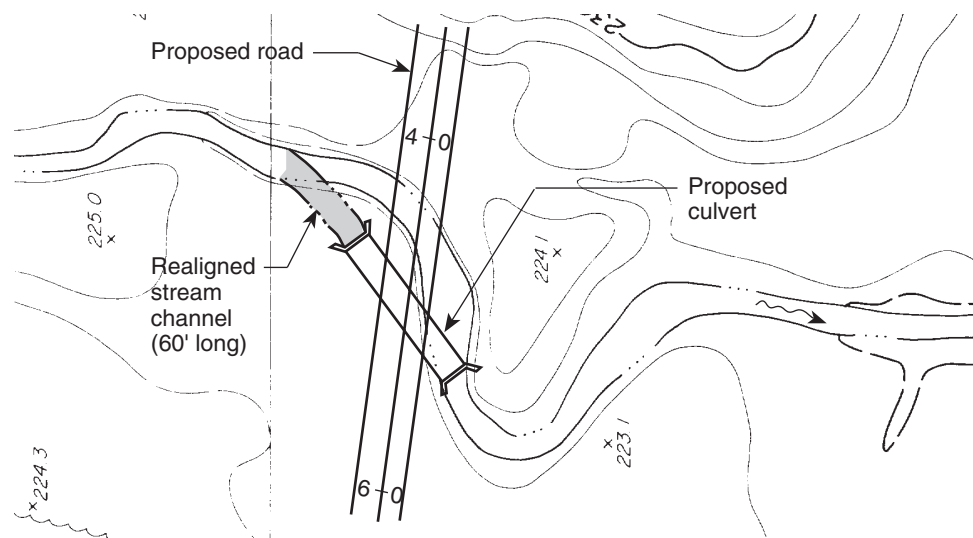 Proposed road
4+0
Proposed
culvert
225.0
224.1
Realigned
stream
channel
(60' long)
223.1
224.3
6+0